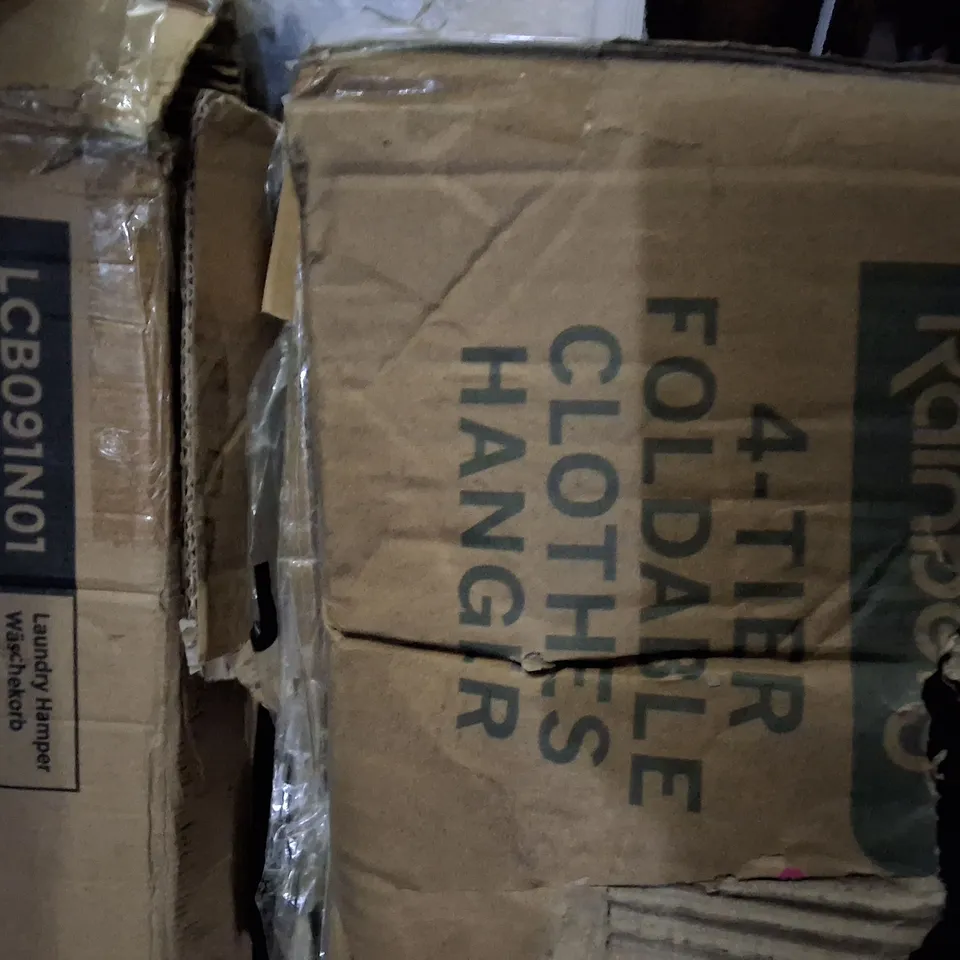 4-TIER
FOLDABLE
CLOTHES
HANGER
LCB091N01
Laundry Hamper
Wäschekorb